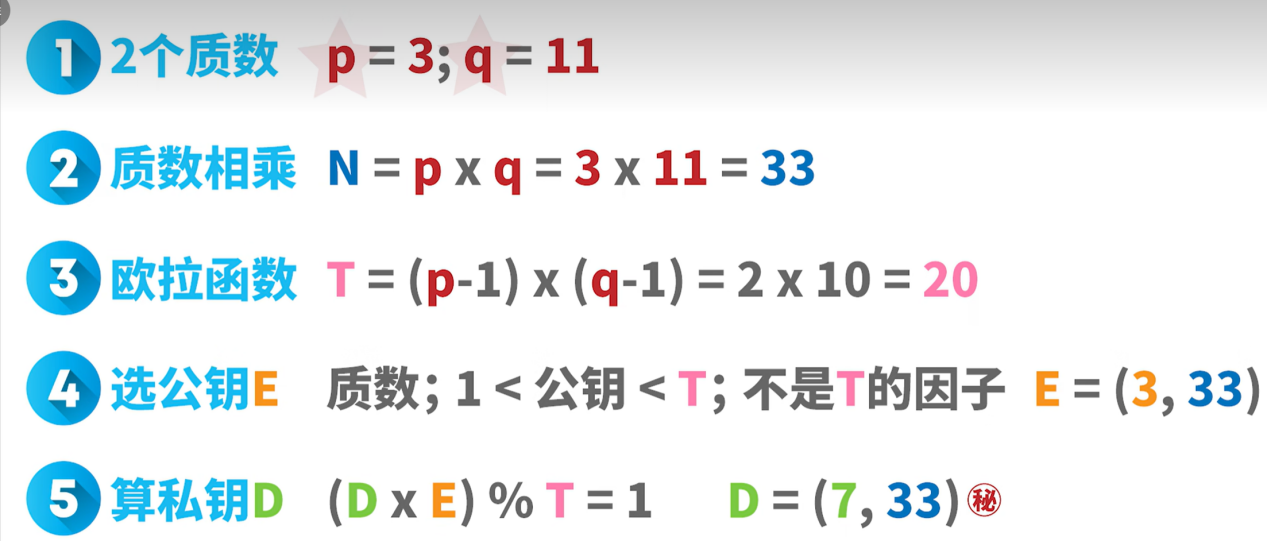 1 2个质数 p = 3; q = 11
2 质数相乘 N = p x q = 3 x 11 = 33
3 欧拉函数 T = (p-1) x (q-1) = 2 x 10 = 20
4 选公钥E 质数; 1 < 公钥 < T; 不是T的因子 E = (3, 33)
5 算私钥D (D x E) % T = 1 D = (7, 33) ㊙